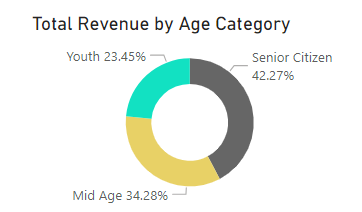 Total Revenue by Age Category
Youth 23.45%
Senior Citizen
42.27%
Mid Age 34.28%